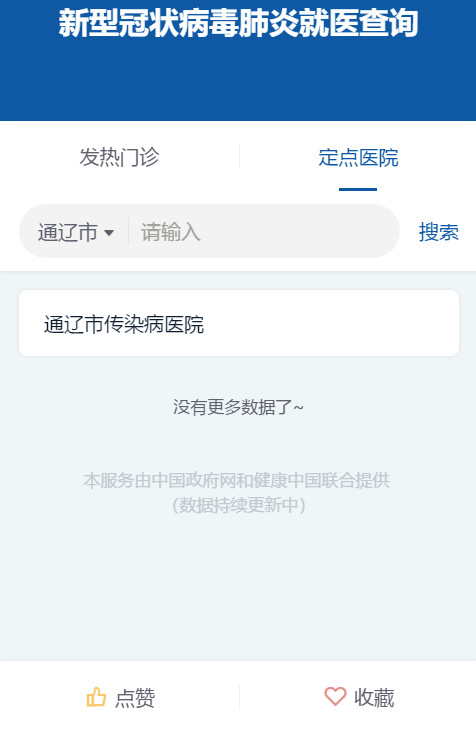 新型冠状病毒肺炎就医查询
发热门诊
定点医院
通辽市
请输入
搜索
通辽市传染病医院
没有更多数据了~
本服务由中国政府网和健康中国联合提供
（数据持续更新中）
点赞
收藏